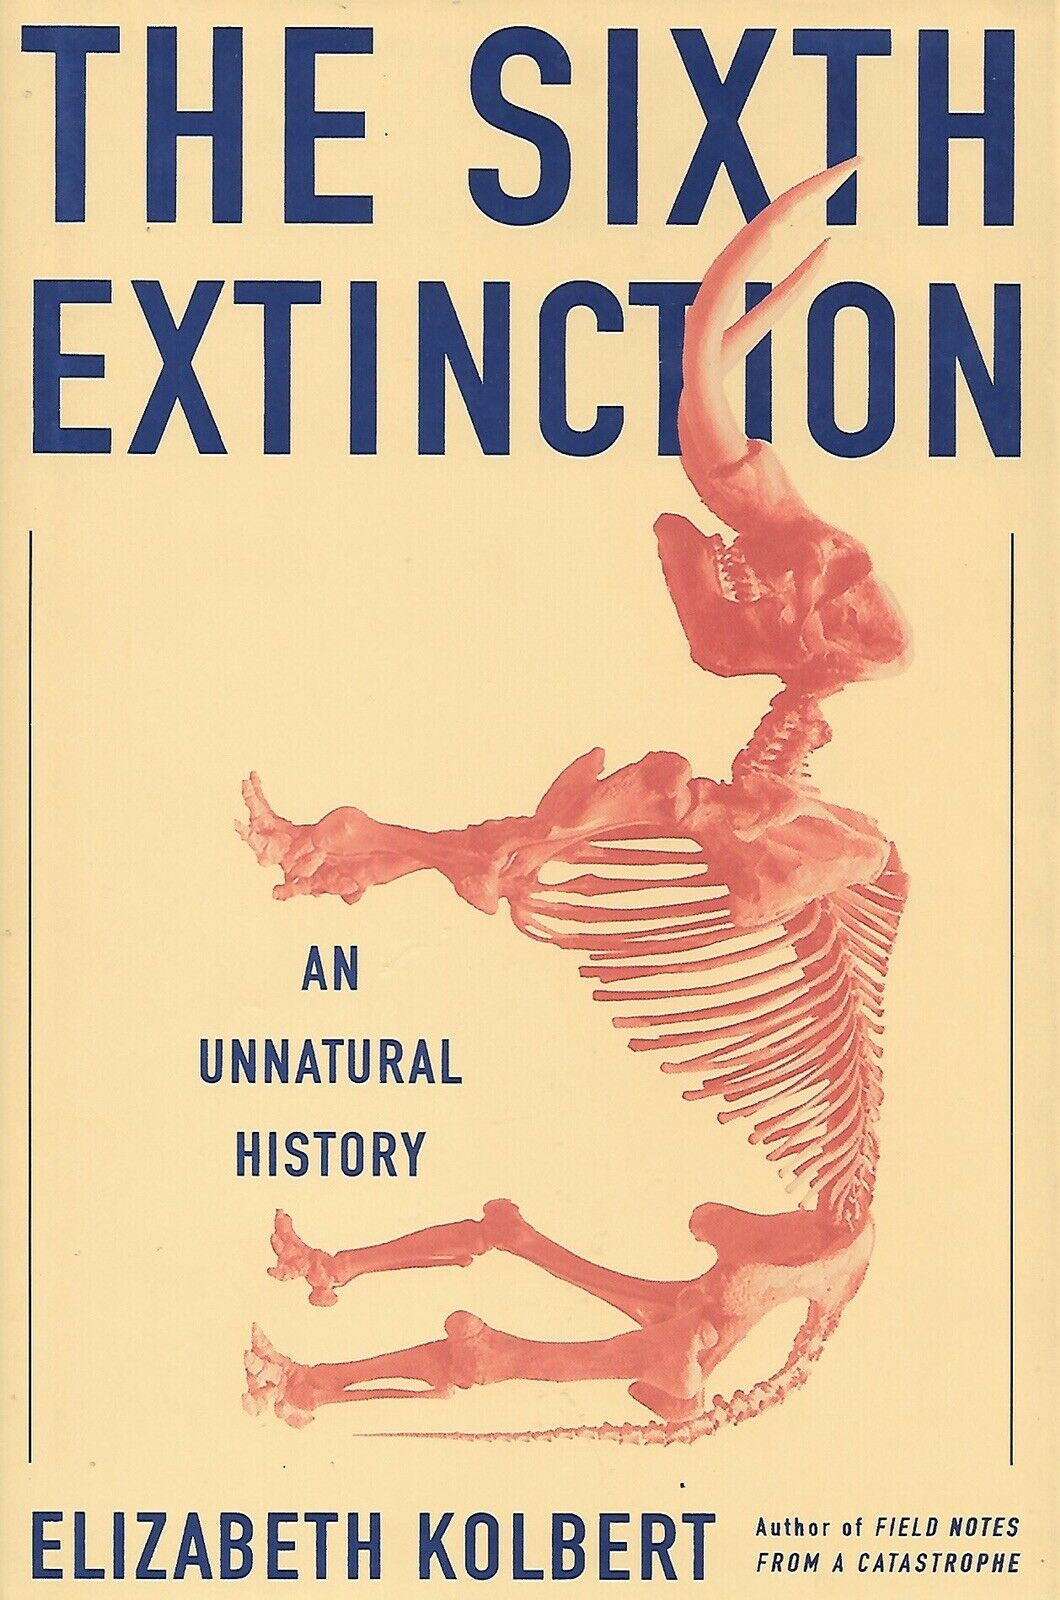 THE SIXTH
EXTINCTION
AN
UNNATURAL
HISTORY
ELIZABETH KOLBERT
Author of FIELD NOTES
FROM A CATASTROPHE